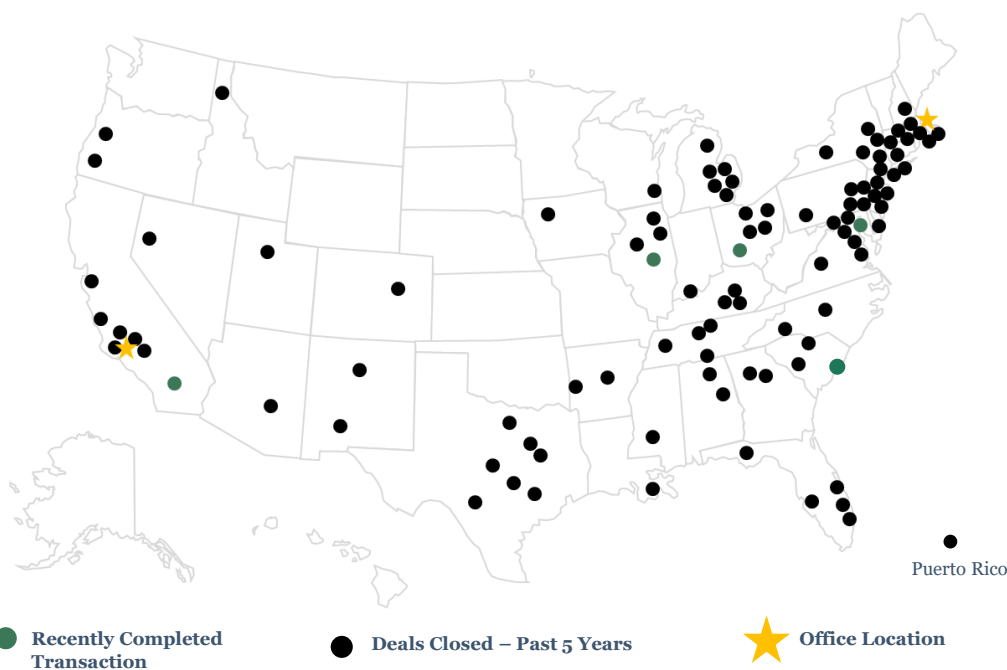 Puerto Rico
Recently Completed
Transaction
Deals Closed – Past 5 Years
Office Location